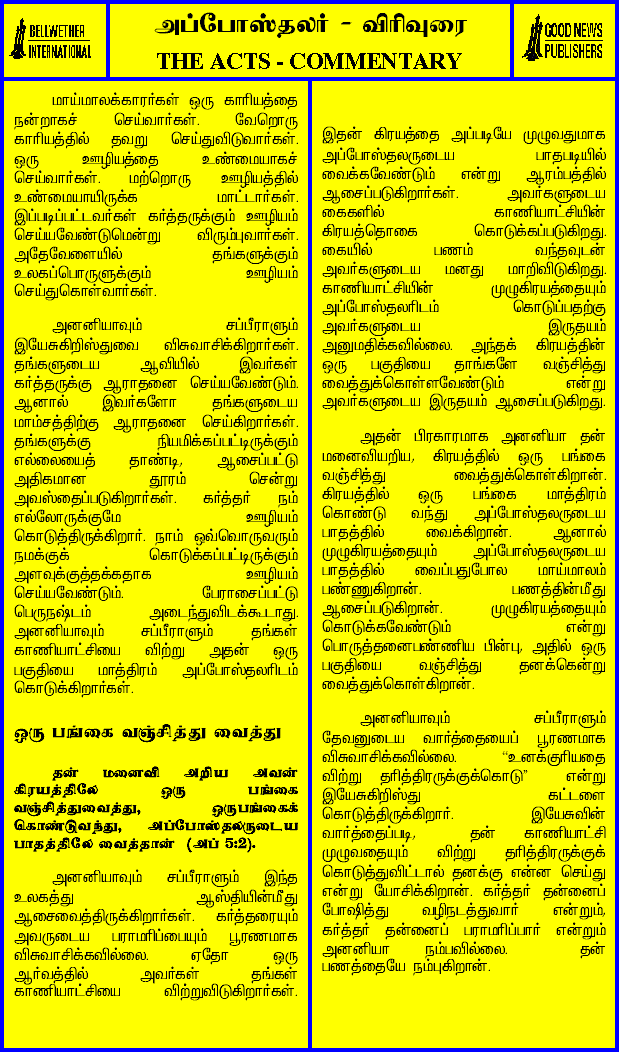 BELLWETHER
INTERNATIONAL
அப்போஸ்தலர் - விரிவுரை
THE ACTS - COMMENTARY
GOOD NEWS
PUBLISHERS
மாய்மாலக்காரர்கள் ஒரு காரியத்தை
நன்றாகச் செய்வார்கள். வேறொரு
காரியத்தில் தவறு செய்துவிடுவார்கள்.
ஒரு ஊழியத்தை உண்மையாகச்
செய்வார்கள். மற்றொரு ஊழியத்தில்
உண்மையாயிருக்க மாட்டார்கள்.
இப்படிப்பட்டவர்கள் கர்த்தருக்கும் ஊழியம்
செய்யவேண்டுமென்று விரும்புவார்கள்.
அதேவேளையில் தங்களுக்கும்
உலகப்பொருளுக்கும் ஊழியம்
செய்துகொள்வார்கள்.
அனனியாவும் சப்பீராளும்
இயேசுகிறிஸ்துவை விசுவாசிக்கிறார்கள்.
தங்களுடைய ஆவியில் இவர்கள்
கர்த்தருக்கு ஆராதனை செய்யவேண்டும்.
ஆனால் இவர்களோ தங்களுடைய
மாம்சத்திற்கு ஆராதனை செய்கிறார்கள்.
தங்களுக்கு நியமிக்கப்பட்டிருக்கும்
எல்லையைத் தாண்டி, ஆசைப்பட்டு
அதிகமான தூரம் சென்று
அவஸ்தைப்படுகிறார்கள். கர்த்தர் நம்
எல்லோருக்குமே ஊழியம்
கொடுத்திருக்கிறார். நாம் ஒவ்வொருவரும்
நமக்குக் கொடுக்கப்பட்டிருக்கும்
அளவுக்குத்தக்கதாக ஊழியம்
செய்யவேண்டும். பேராசைப்பட்டு
பெருநஷ்டம் அடைந்துவிடக்கூடாது.
அனனியாவும் சப்பீராளும் தங்கள்
காணியாட்சியை விற்று அதன் ஒரு
பகுதியை மாத்திரம் அப்போஸ்தலரிடம்
கொடுக்கிறார்கள்.
ஒரு பங்கை வஞ்சித்து வைத்து
தன் மனைவி அறிய அவன்
கிரயத்திலே ஒரு பங்கை
வஞ்சித்துவைத்து, ஒருபங்கைக்
கொண்டுவந்து, அப்போஸ்தலருடைய
பாதத்திலே வைத்தான் (அப் 5:2).
அனனியாவும் சப்பீராளும் இந்த
உலகத்து ஆஸ்தியின்மீது
ஆசைவைத்திருக்கிறார்கள். கர்த்தரையும்
அவருடைய பராமரிப்பையும் பூரணமாக
விசுவாசிக்கவில்லை. ஏதோ ஒரு
ஆர்வத்தில் அவர்கள் தங்கள்
காணியாட்சியை விற்றுவிடுகிறார்கள்.
இதன் கிரயத்தை அப்படியே முழுவதுமாக
அப்போஸ்தலருடைய பாதபடியில்
வைக்கவேண்டும் என்று ஆரம்பத்தில்
ஆசைப்படுகிறார்கள். அவர்களுடைய
கைகளில் காணியாட்சியின்
கிரயத்தொகை கொடுக்கப்படுகிறது.
கையில் பணம் வந்தவுடன்
அவர்களுடைய மனது மாறிவிடுகிறது.
காணியாட்சியின் முழுகிரயத்தையும்
அப்போஸ்தலரிடம் கொடுப்பதற்கு
அவர்களுடைய இருதயம்
அனுமதிக்கவில்லை. அந்தக் கிரயத்தின்
ஒரு பகுதியை தாங்களே வஞ்சித்து
வைத்துக்கொள்ளவேண்டும் என்று
அவர்களுடைய இருதயம் ஆசைப்படுகிறது.
அதன் பிரகாரமாக அனனியா தன்
மனைவியறிய, கிரயத்தில் ஒரு பங்கை
வஞ்சித்து வைத்துக்கொள்கிறான்.
கிரயத்தில் ஒரு பங்கை மாத்திரம்
கொண்டு வந்து அப்போஸ்தலருடைய
பாதத்தில் வைக்கிறான். ஆனால்
முழுகிரயத்தையும் அப்போஸ்தலருடைய
பாதத்தில் வைப்பதுபோல மாய்மாலம்
பண்ணுகிறான். பணத்தின்மீது
ஆசைப்படுகிறான். முழுகிரயத்தையும்
கொடுக்கவேண்டும் என்று
பொருத்தனைபண்ணிய பின்பு, அதில் ஒரு
பகுதியை வஞ்சித்து தனக்கென்று
வைத்துக்கொள்கிறான்.
அனனியாவும் சப்பீராளும்
தேவனுடைய வார்த்தையைப் பூரணமாக
விசுவாசிக்கவில்லை. “உனக்குரியதை
விற்று தரித்திரருக்குக்கொடு” என்று
இயேசுகிறிஸ்து கட்டளை
கொடுத்திருக்கிறார். இயேசுவின்
வார்த்தைப்படி, தன் காணியாட்சி
முழுவதையும் விற்று தரித்திரருக்குக்
கொடுத்துவிட்டால் தனக்கு என்ன செய்து
என்று யோசிக்கிறான். கர்த்தர் தன்னைப்
போஷித்து வழிநடத்துவார் என்றும்,
கர்த்தர் தன்னைப் பராமரிப்பார் என்றும்
அனனியா நம்பவில்லை. தன்
பணத்தையே நம்புகிறான்.